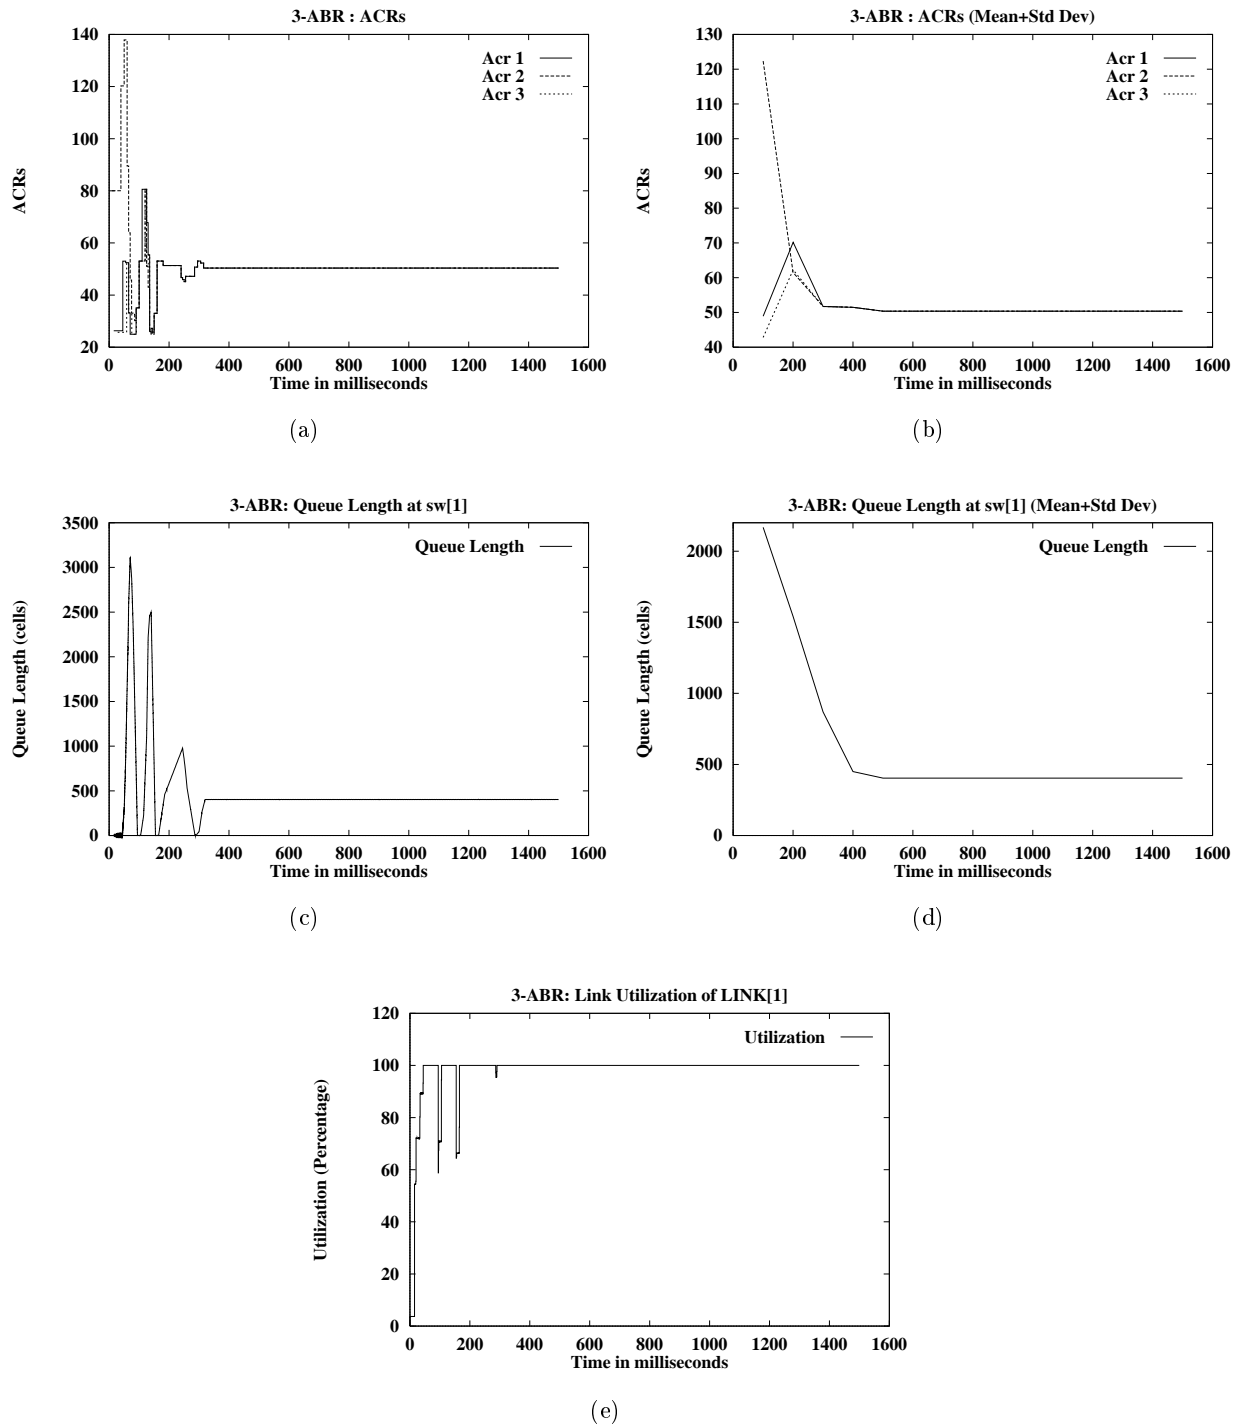 3-ABR : ACRs
140
120
100
80
60
40
20
ACRs
Acr 1
Acr 2
Acr 3
0 200 400 600 800 1000 1200 1400 1600
Time in milliseconds
(a)
3-ABR : ACRs (Mean+Std Dev)
130
120
110
100
90
80
70
60
50
40
ACRs
Acr 1
Acr 2
Acr 3
0 200 400 600 800 1000 1200 1400 1600
Time in milliseconds
(b)
3-ABR: Queue Length at sw[1]
3500
3000
2500
2000
1500
1000
500
0
Queue Length (cells)
Queue Length
0 200 400 600 800 1000 1200 1400 1600
Time in milliseconds
(c)
3-ABR: Queue Length at sw[1] (Mean+Std Dev)
2000
1500
1000
500
0
Queue Length (cells)
Queue Length
0 200 400 600 800 1000 1200 1400 1600
Time in milliseconds
(d)
3-ABR: Link Utilization of LINK[1]
120
100
80
60
40
20
0
Utilization (Percentage)
Utilization
0 200 400 600 800 1000 1200 1400 1600
Time in milliseconds
(e)